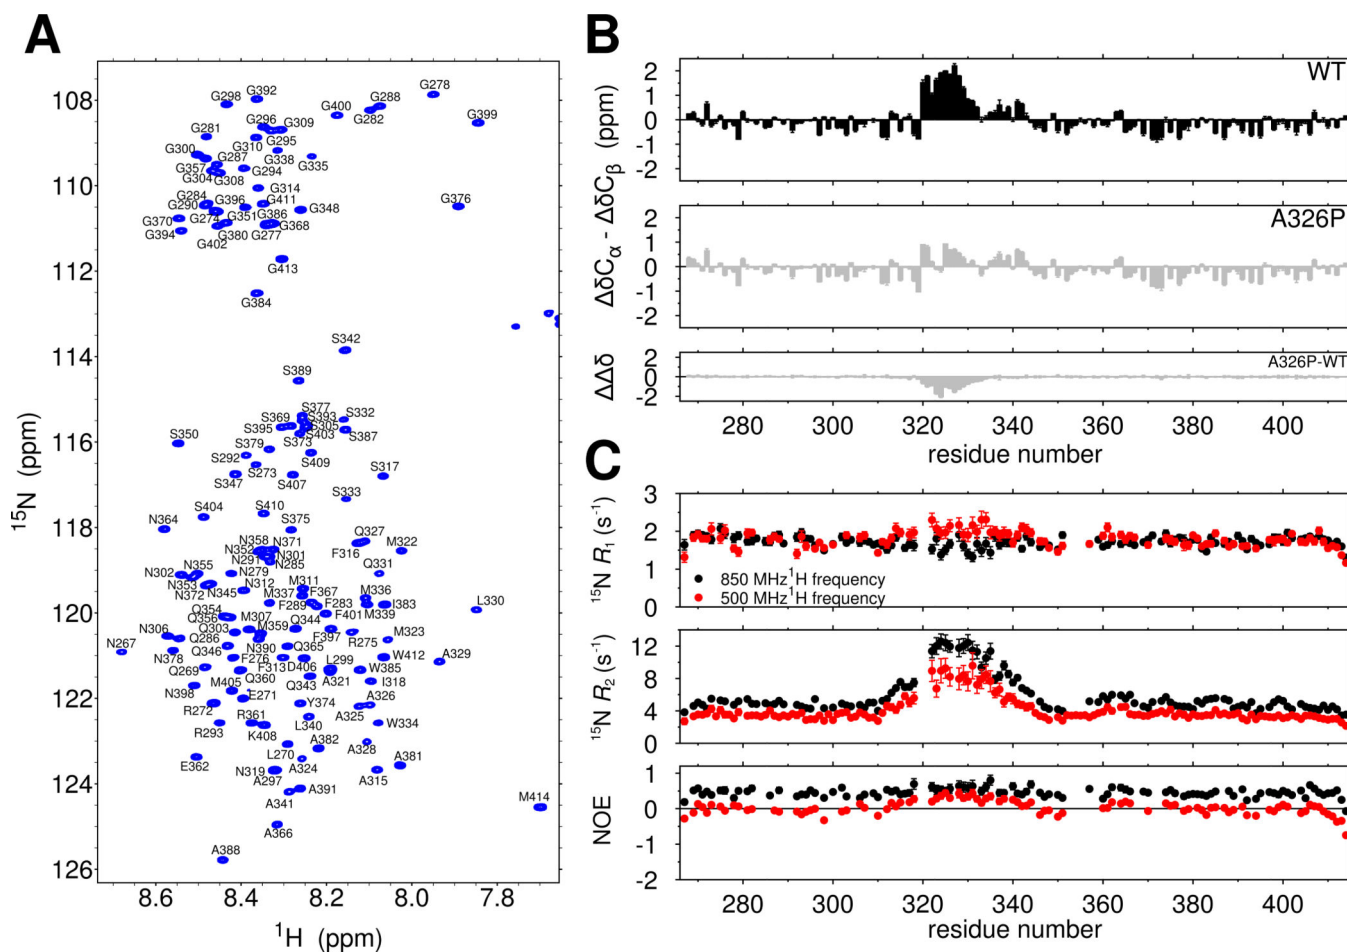 A
B
C
108
110
112
114
116
118
120
122
124
126
¹⁵N (ppm)
8.6
8.4
8.2
8.0
7.8
¹H (ppm)
G392
G298
G278
G288
G400
G282
G399
G296
G309
G281
G295
G310
G300
G287
G338
G335
G357
G294
G304
G308
G314
G284
G396
G411
G290
G376
G386
G348
G370
G274
G351
G368
G394
G380
G277
G402
G413
G384
S342
S389
S377
S393
S332
S369
S305
S395
S403
S387
S350
S379
S373
S292
S409
S273
S317
S347
S407
S333
S404
S410
N364
S375
Q327
N358
N371
M322
N352
F316
N301
N291
N355
N285
Q331
N302
N279
M311
N353
N312
F367
M336
N372
N345
M337
F283
I383
L330
F289
Q354
F401
M339
Q356
M307
Q344
M359
N306
Q303
F397
M323
R275
N267
Q286
N390
Q346
Q365
W412
N378
F276
L299
A329
F313
D406
Q269
W385
Q360
A321
M405
Q343
I318
N398
E271
A326
Y374
R272
A325
R361
W334
L340
R293
K408
A382
A328
L270
A381
E362
A324
N319
A315
A297
A391
M414
A341
A366
A388
WT
2
1
0
-1
-2
ΔδCα - ΔδCβ (ppm)
A326P
2
1
0
-1
-2
A326P-WT
2
0
-2
ΔΔδ
280
300
320
340
360
380
400
residue number
3
2
1
0
¹⁵N R₁ (s⁻¹)
850 MHz¹H frequency
500 MHz¹H frequency
12
8
4
0
¹⁵N R₂ (s⁻¹)
1
0
-1
-2
NOE
280
300
320
340
360
380
400
residue number